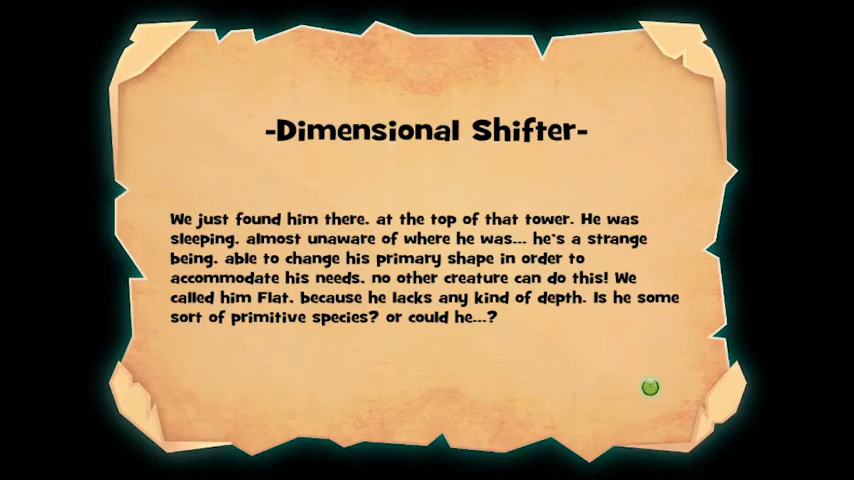 -Dimensional Shifter-
We just found him there. at the top of that tower. He was
sleeping. almost unaware of where he was... he's a strange
being. able to change his primary shape in order to
accommodate his needs. no other creature can do this! We
called him Flat. because he lacks any kind of depth. Is he some
sort of primitive species? or could he...?